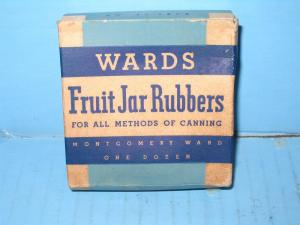 WARDS
Fruit Jar Rubbers
FOR ALL METHODS OF CANNING
MONTGOMERY WARD
ONE DOZEN